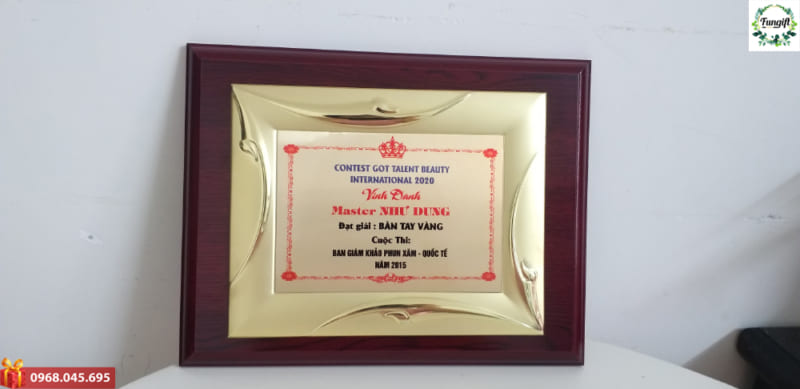 Tungift
CONTEST GOT TALENT BEAUTY
INTERNATIONAL 2020
Vinh Danh
Master NHƯ DUNG
Đạt giải : BÀN TAY VÀNG
Cuộc Thi:
BAN GIÁM KHẢO PHUN XĂM - QUỐC TẾ
NĂM 2015
0968.045.695